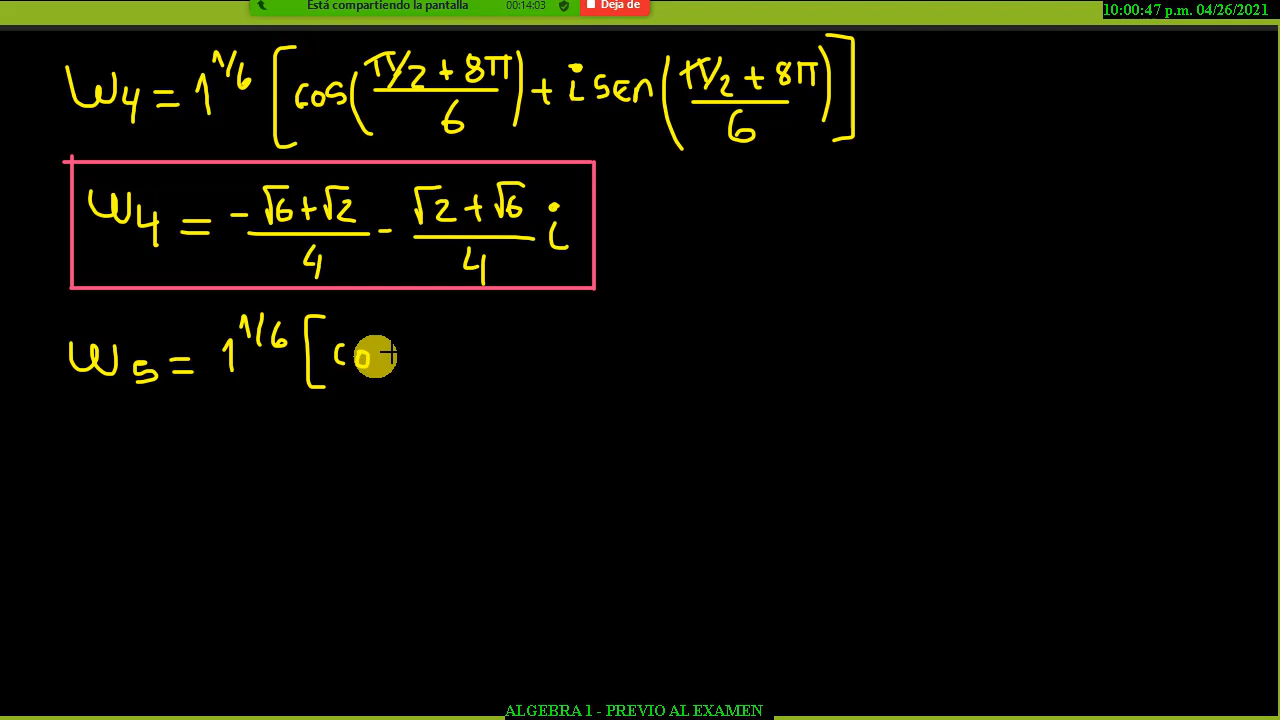 Está compartiendo la pantalla 00:14:03 Deja de
10:00:47 p.m. 04/26/2021
W₄ = 1^(1/6) [cos((π/2 + 8π)/6) + i sen((π/2 + 8π)/6)]
W₄ = -(√6+√2)/4 - (√2+√6)/4 i
W₅ = 1^(1/6) [co
ALGEBRA 1 - PREVIO AL EXAMEN